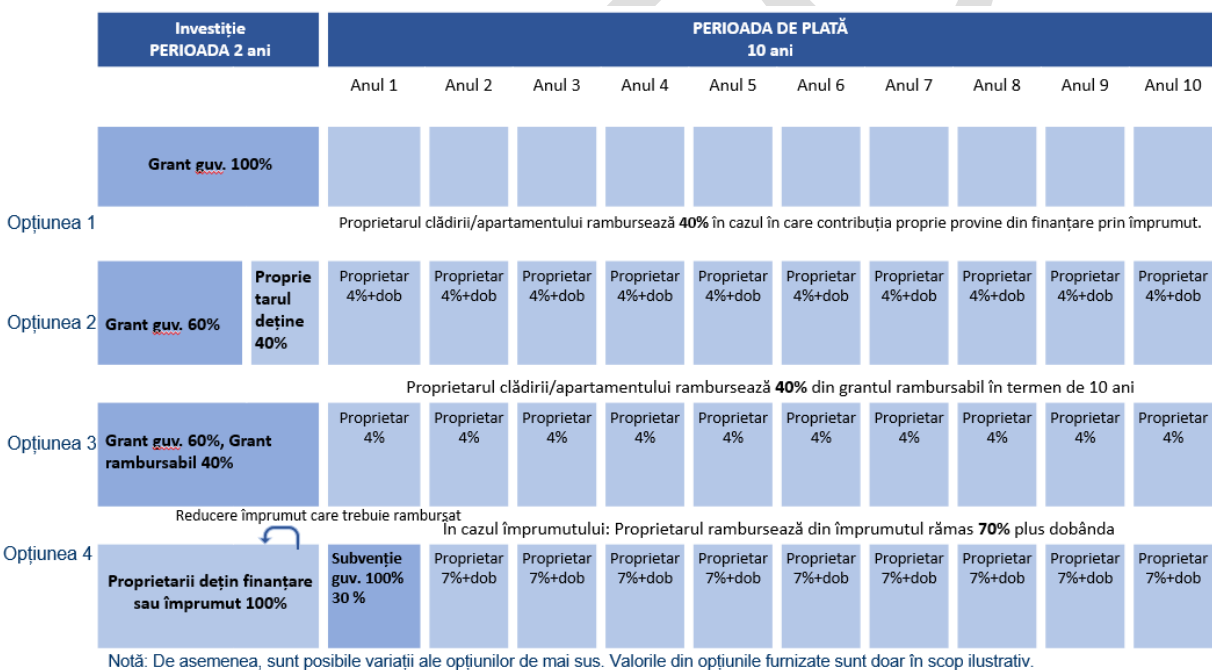 Investiție
PERIOADA 2 ani
PERIOADA DE PLATĂ
10 ani
Anul 1 Anul 2 Anul 3 Anul 4 Anul 5 Anul 6 Anul 7 Anul 8 Anul 9 Anul 10
Grant guv. 100%
Opțiunea 1
Proprietarul clădirii/apartamentului rambursează 40% în cazul în care contribuția proprie provine din finanțare prin împrumut.
Opțiunea 2
Grant guv. 60%
Proprie
tarul
deține
40%
Proprietar Proprietar Proprietar Proprietar Proprietar Proprietar Proprietar Proprietar Proprietar Proprietar
4%+dob 4%+dob 4%+dob 4%+dob 4%+dob 4%+dob 4%+dob 4%+dob 4%+dob 4%+dob
Proprietarul clădirii/apartamentului rambursează 40% din grantul rambursabil în termen de 10 ani
Opțiunea 3
Grant guv. 60%, Grant
rambursabil 40%
Proprietar Proprietar Proprietar Proprietar Proprietar Proprietar Proprietar Proprietar Proprietar Proprietar
4% 4% 4% 4% 4% 4% 4% 4% 4% 4%
Reducere împrumut care trebuie rambursat
În cazul împrumutului: Proprietarul rambursează din împrumutul rămas 70% plus dobânda
Opțiunea 4
Proprietarii dețin finanțare
sau împrumut 100%
Subvenție
guv. 100%
30 %
Proprietar Proprietar Proprietar Proprietar Proprietar Proprietar Proprietar Proprietar Proprietar
7%+dob 7%+dob 7%+dob 7%+dob 7%+dob 7%+dob 7%+dob 7%+dob 7%+dob
Notă: De asemenea, sunt posibile variații ale opțiunilor de mai sus. Valorile din opțiunile furnizate sunt doar în scop ilustrativ.